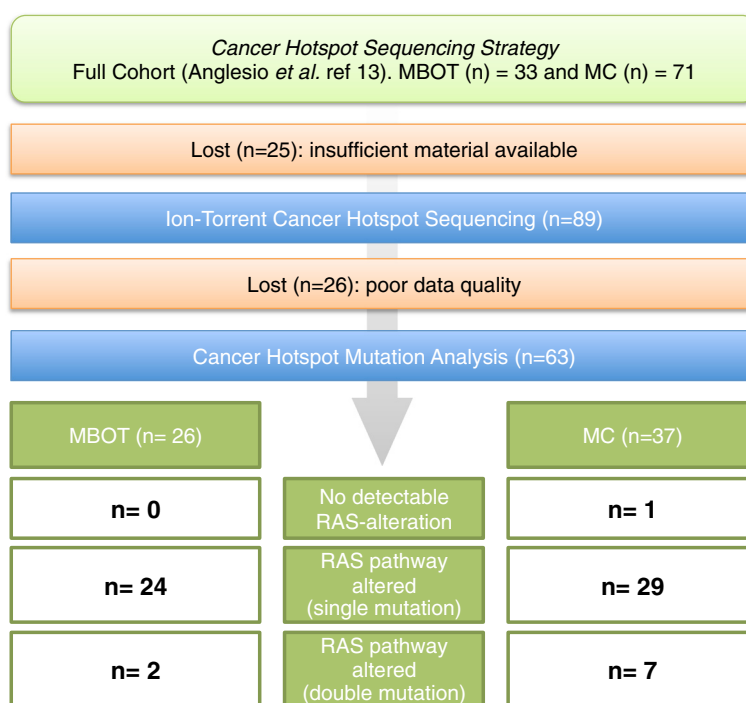 Cancer Hotspot Sequencing Strategy
Full Cohort (Anglesio et al. ref 13). MBOT (n) = 33 and MC (n) = 71
Lost (n=25): insufficient material available
Ion-Torrent Cancer Hotspot Sequencing (n=89)
Lost (n=26): poor data quality
Cancer Hotspot Mutation Analysis (n=63)
MBOT (n= 26)
MC (n=37)
n= 0
No detectable
RAS-alteration
n= 1
n= 24
RAS pathway
altered
(single mutation)
n= 29
n= 2
RAS pathway
altered
(double mutation)
n= 7